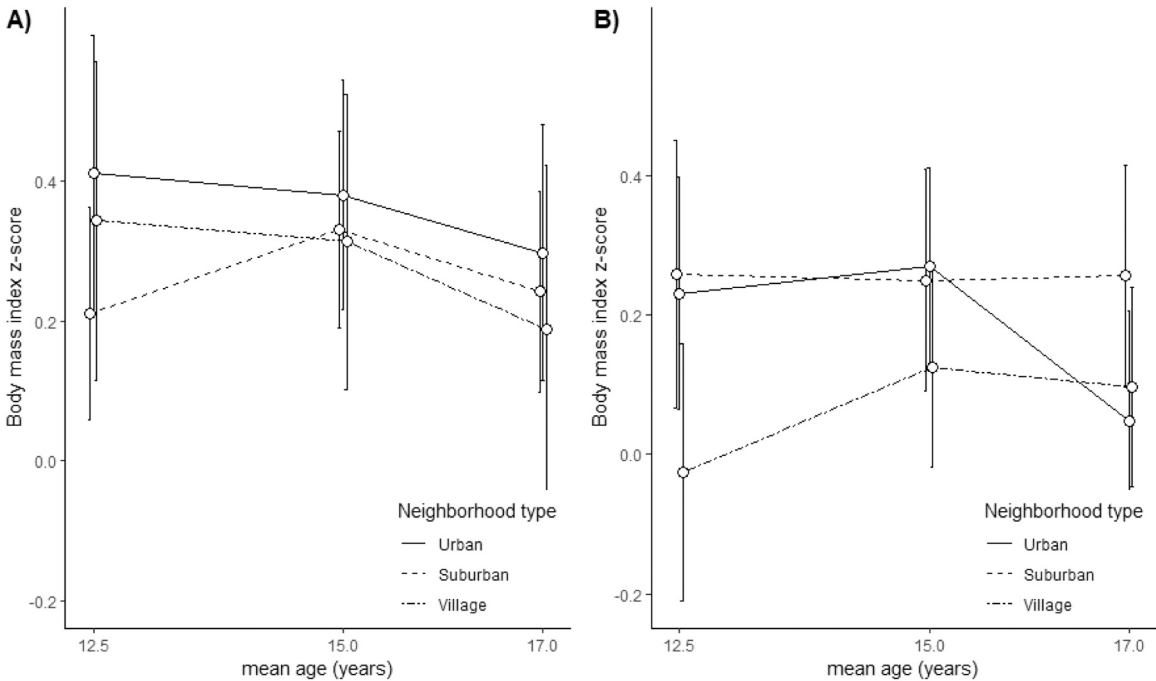 A)
Body mass index z-score
0.4
0.2
0.0
-0.2
Neighborhood type
Urban
Suburban
Village
12.5
15.0
17.0
mean age (years)
B)
Body mass index z-score
0.4
0.2
0.0
-0.2
Neighborhood type
Urban
Suburban
Village
12.5
15.0
17.0
mean age (years)